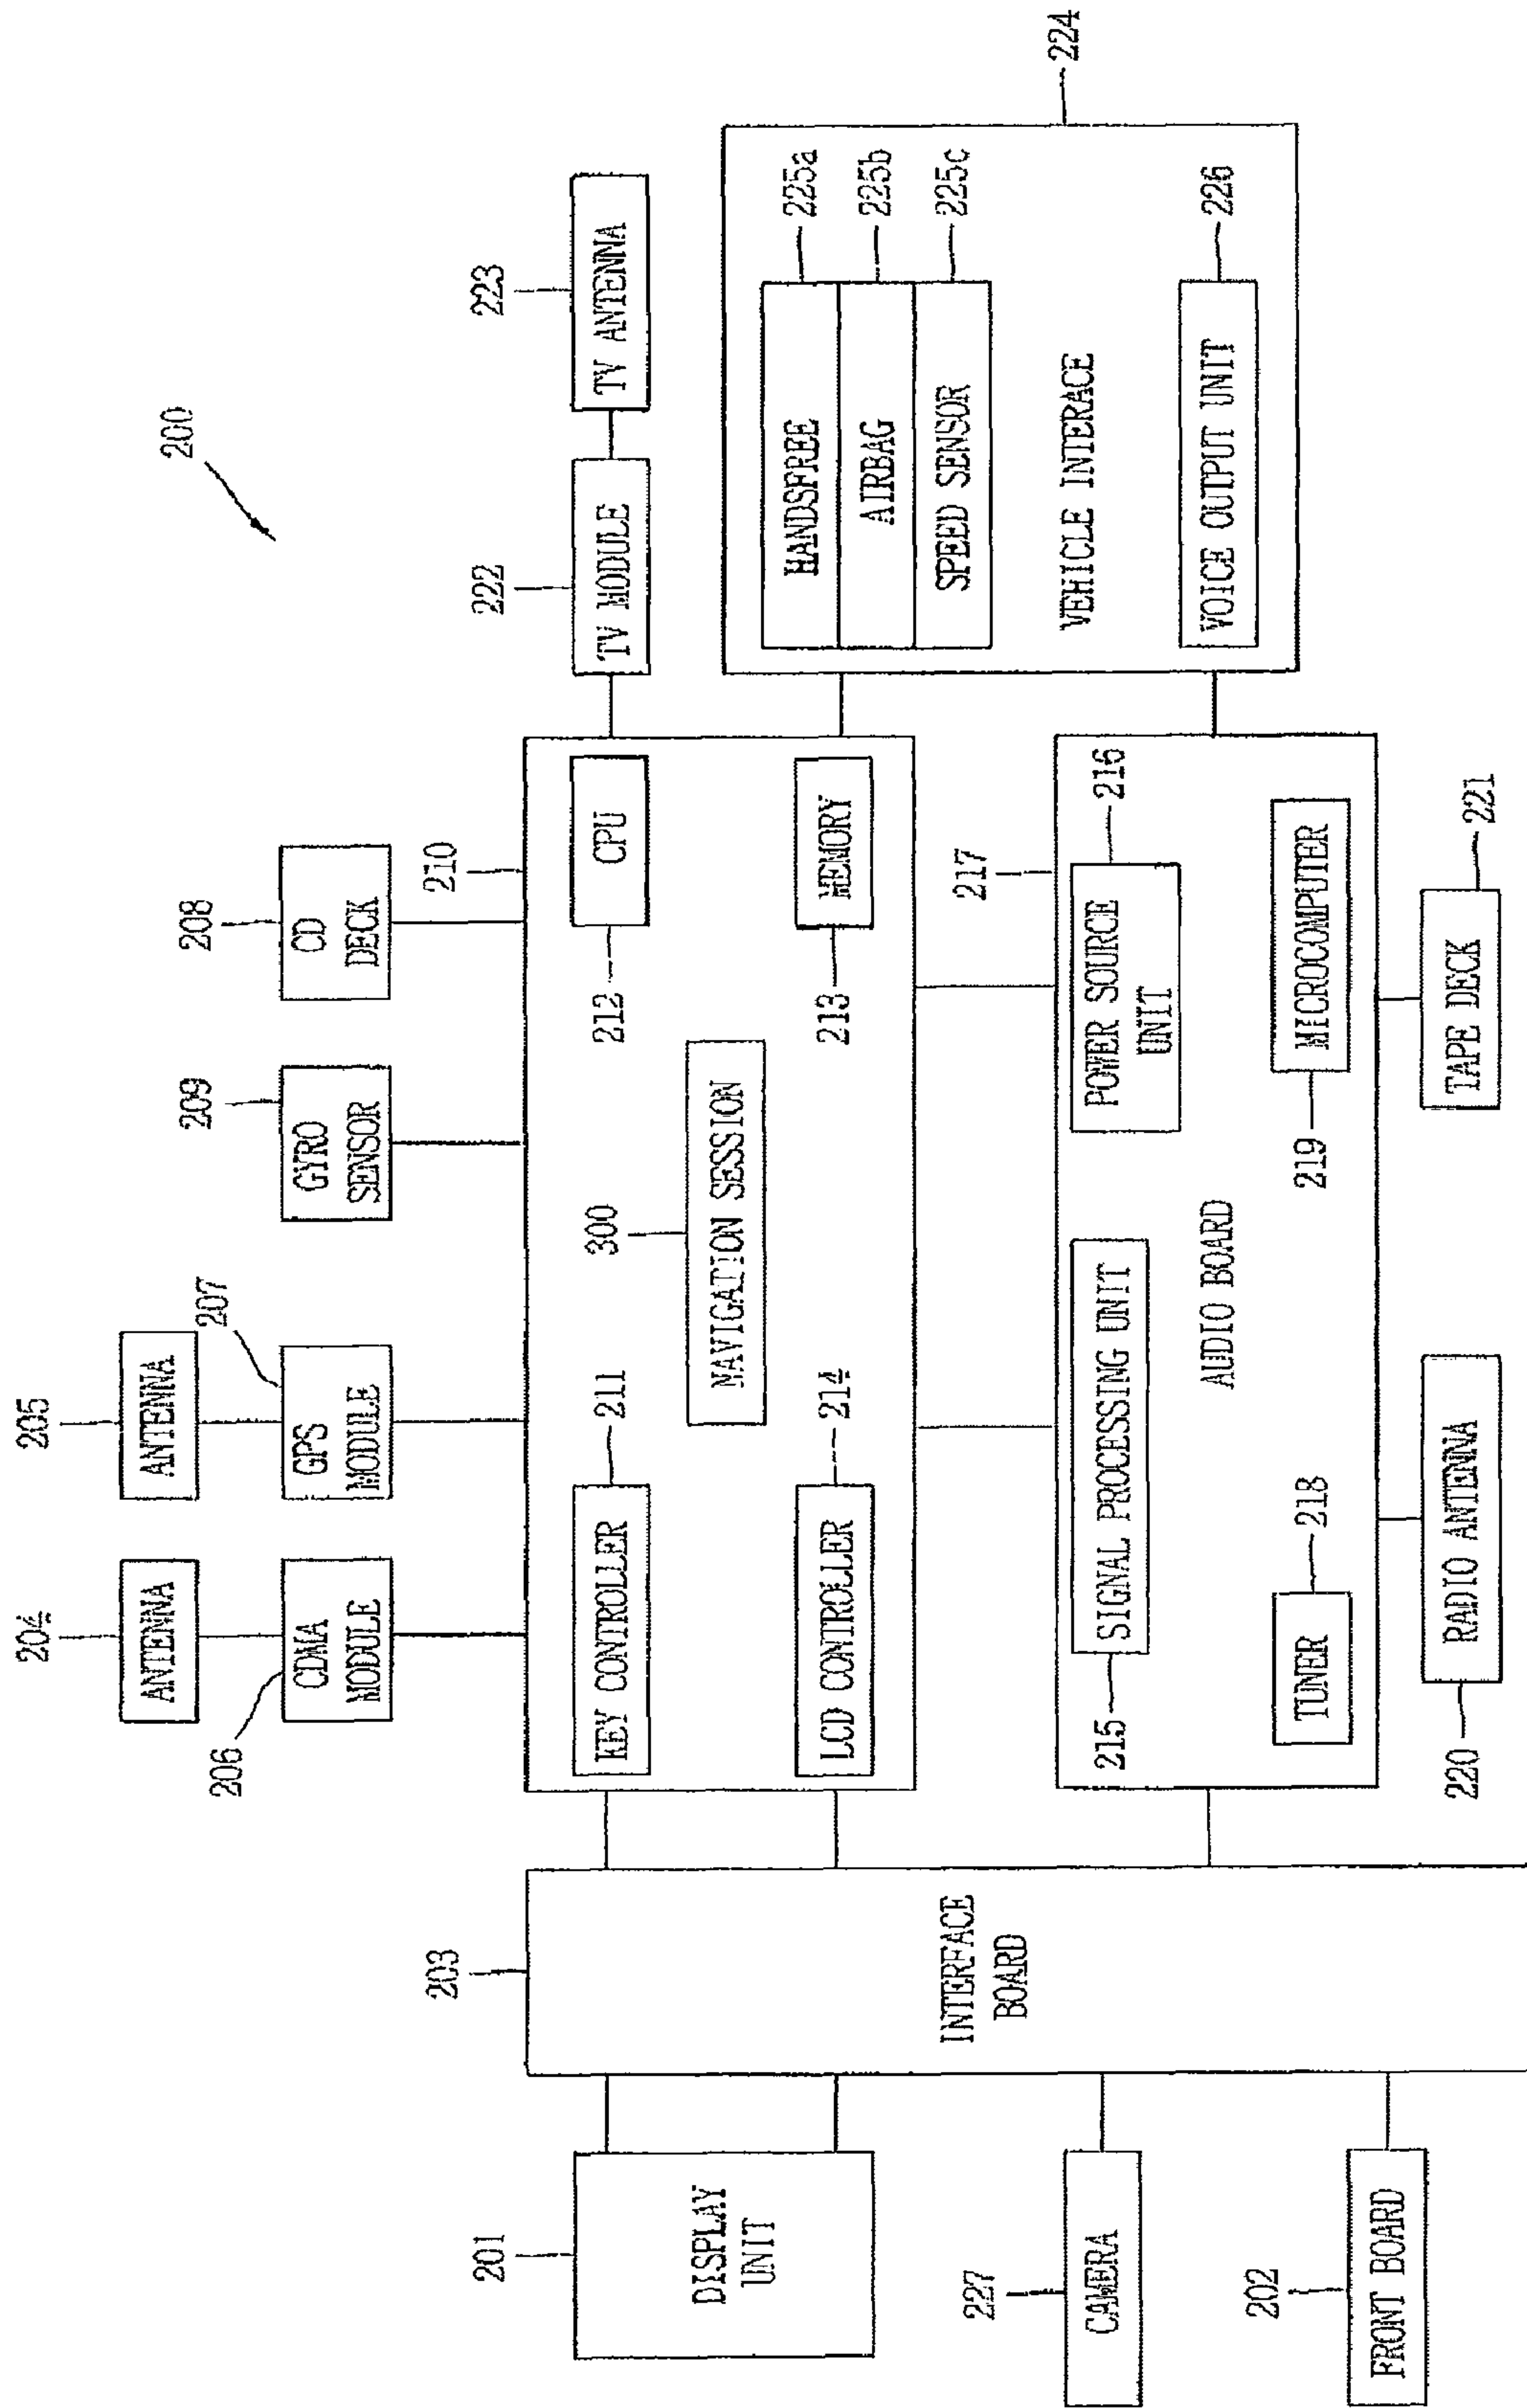 200
204
205
ANTENNA
ANTENNA
206
207
209
208
CDMA
MODULE
GPS
MODULE
GYRO
SENSOR
CD
DECK
201
203
210
222
223
DISPLAY
UNIT
INTERFACE
BOARD
KEY CONTROLLER
211
300
NAVIGATION SESSION
212
CPU
LCD CONTROLLER
214
213
MEMORY
TV MODULE
TV ANTENNA
HANDSFREE
225a
AIRBAG
225b
SPEED SENSOR
225c
VEHICLE INTERACE
224
VOICE OUTPUT UNIT
226
227
CAMERA
202
FRONT BOARD
217
215
SIGNAL PROCESSING UNIT
POWER SOURCE
UNIT
216
AUDIO BOARD
TUNER
218
219
MICROCOMPUTER
220
RADIO ANTENNA
TAPE DECK
221